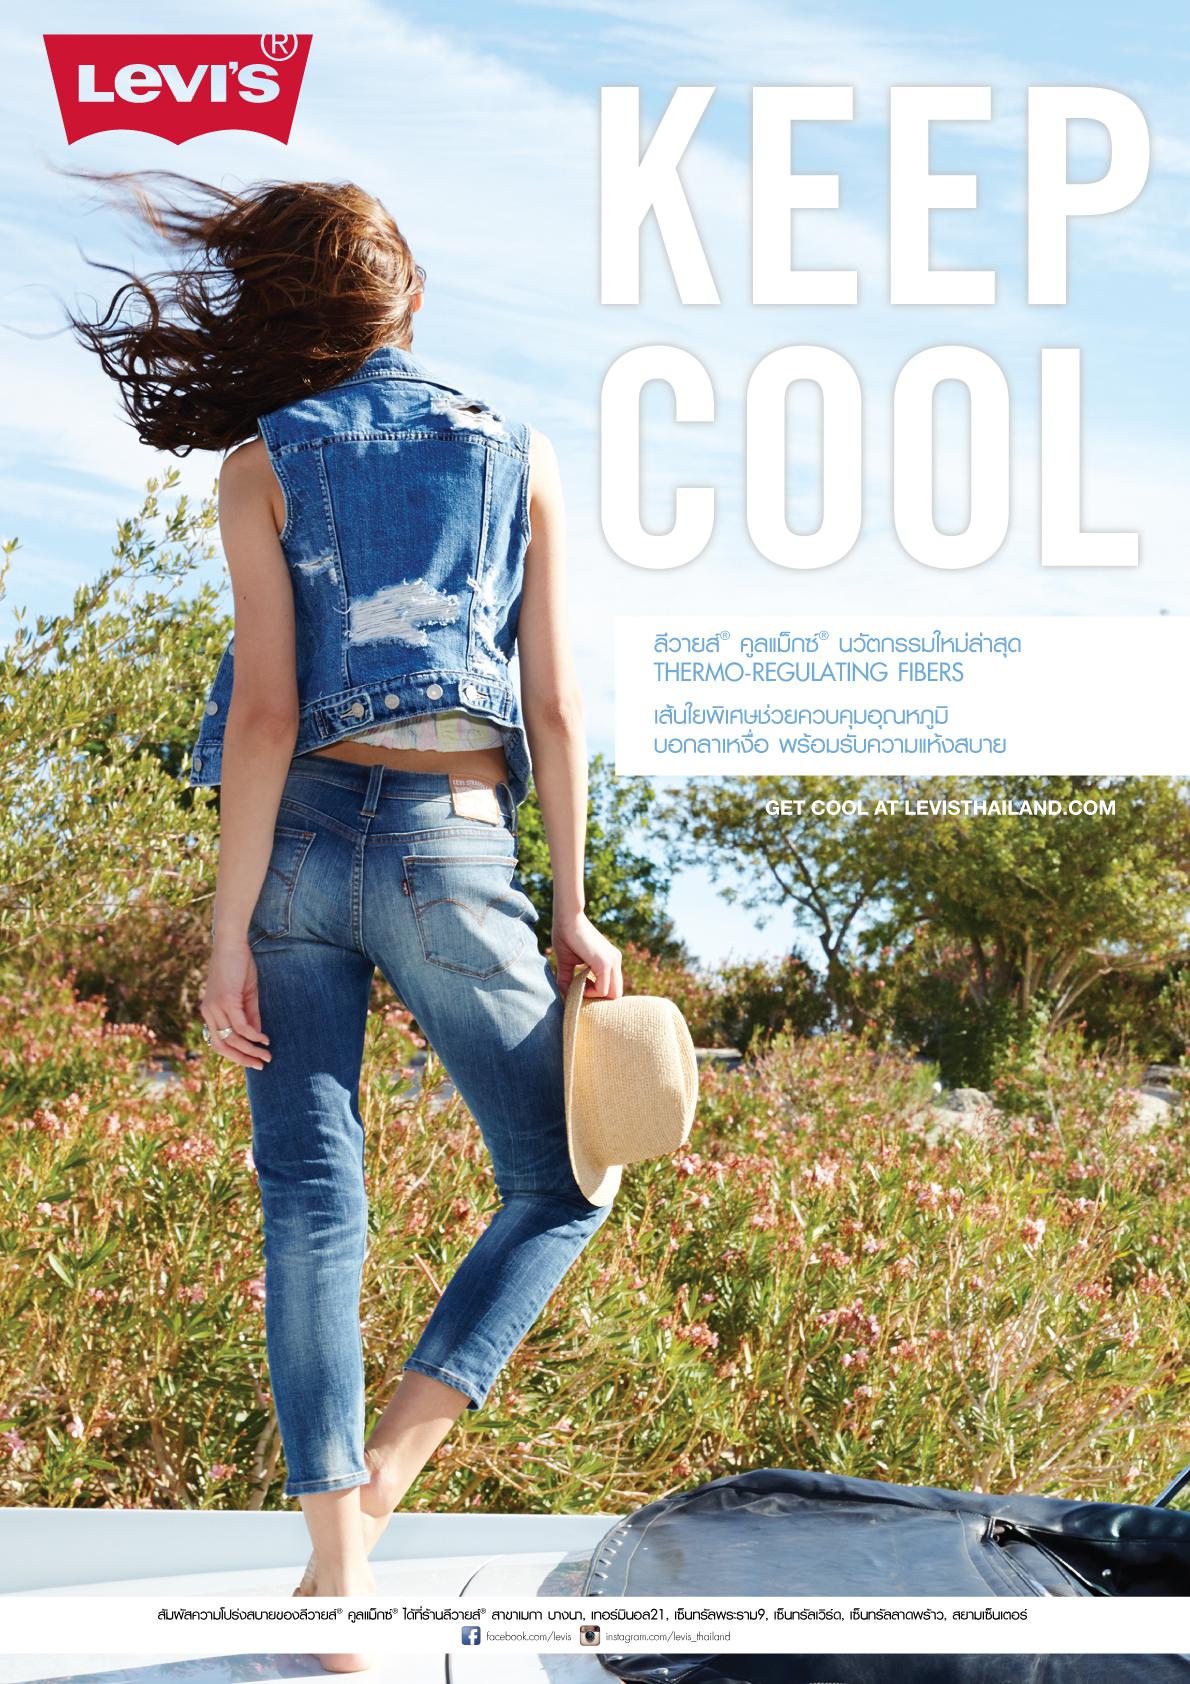 LEVI'S®
KEEP
COOL
ลีวายส์® คูลแม็กซ์® นวัตกรรมใหม่ล่าสุด
THERMO-REGULATING FIBERS
เส้นใยพิเศษช่วยควบคุมอุณหภูมิ
บอกลาเหงื่อ พร้อมรับความแห้งสบาย
GET COOL AT LEVISTHAILAND.COM
สัมผัสความโปร่งสบายของลีวายส์® คูลแม็กซ์® ได้ที่ร้านลีวายส์® สาขาเมกา บางนา, เทอร์มินอล21, เซ็นทรัลพระราม9, เซ็นทรัลเวิร์ด, เซ็นทรัลลาดพร้าว, สยามเซ็นเตอร์
facebook.com/levis instagram.com/levis_thailand